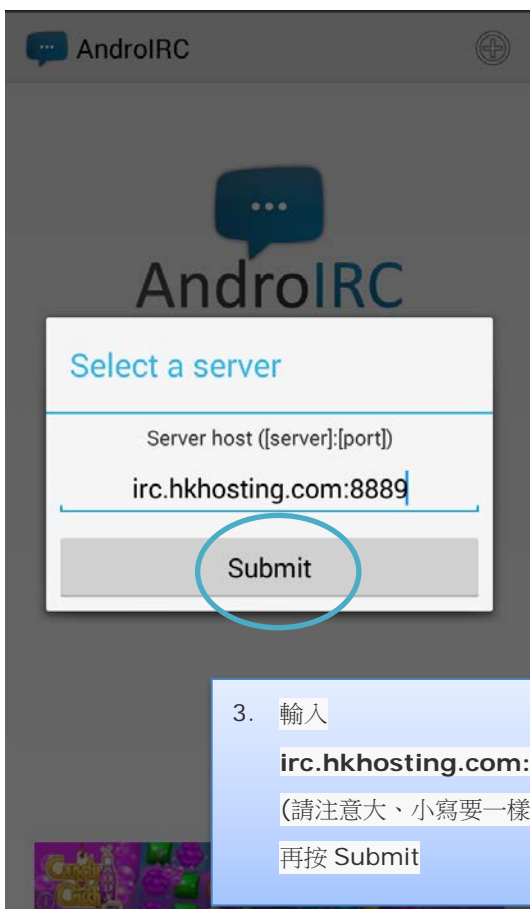 AndroIRC
AndroIRC
Select a server
Server host ([server]:[port])
irc.hkhosting.com:8889
Submit
3. 輸入
irc.hkhosting.com:
(請注意大、小寫要一樣
再按 Submit